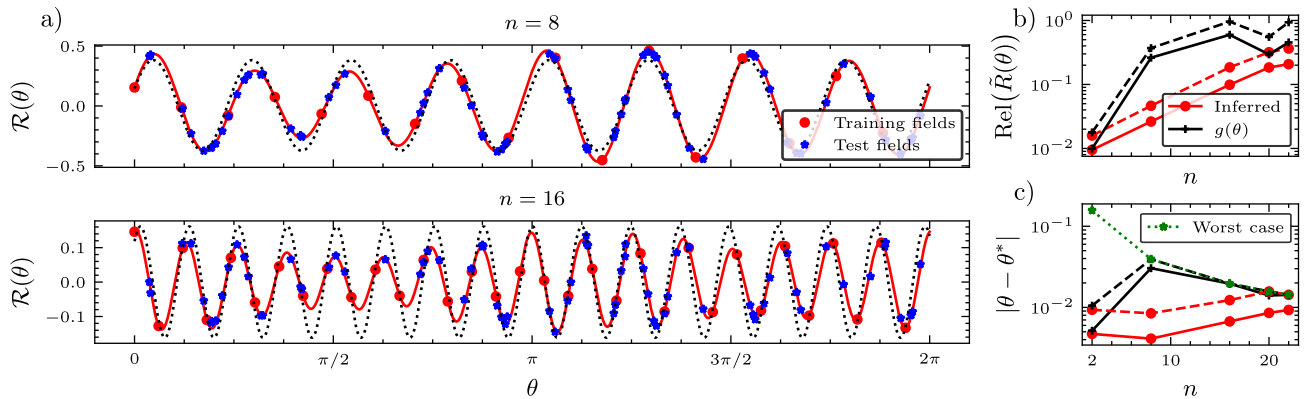 a)
n = 8
0.5
0.0
−0.5
R(θ)
Training fields
Test fields
n = 16
0.1
0.0
−0.1
R(θ)
0
π/2
π
3π/2
2π
θ
b)
10⁰
10⁻¹
10⁻²
Rel(R̃(θ))
Inferred
g(θ)
n
c)
10⁻¹
10⁻²
|θ − θ*|
Worst case
2
10
20
n